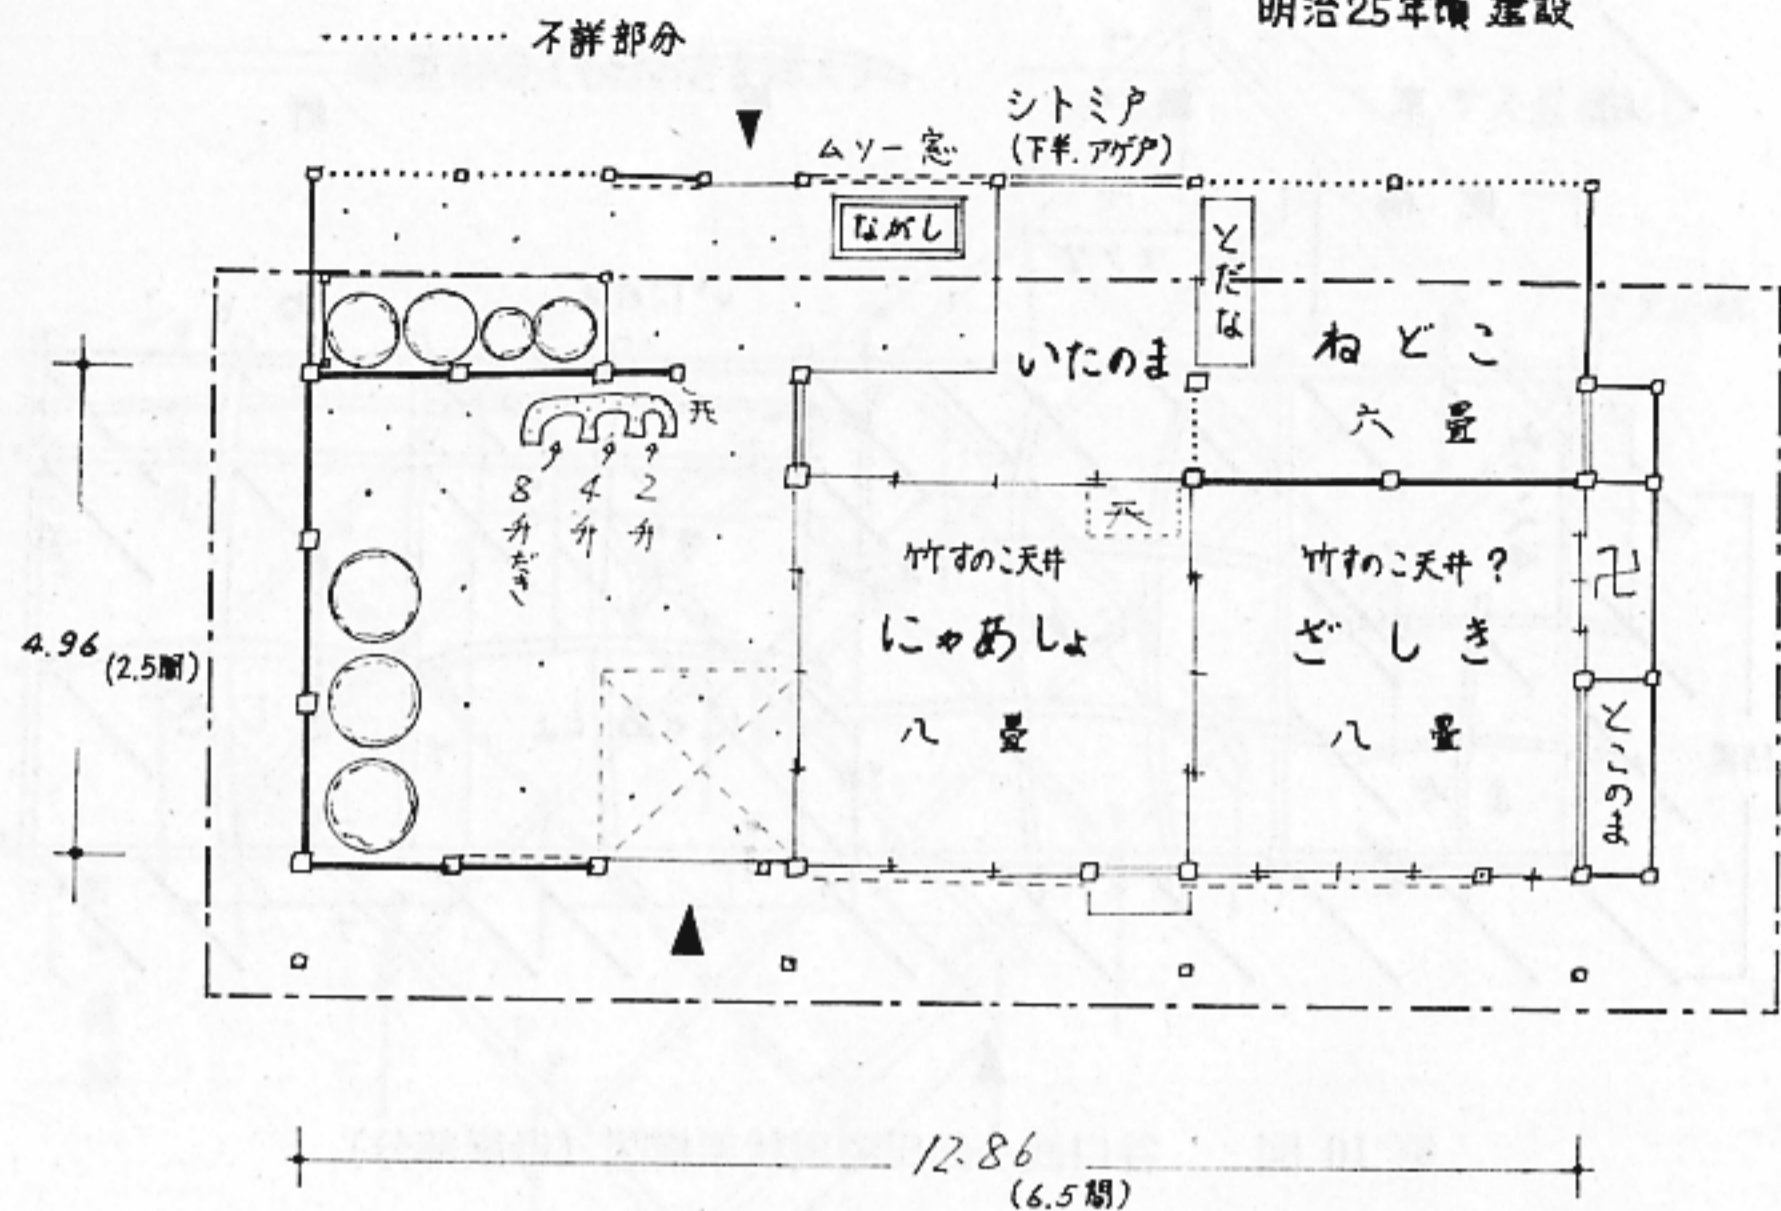 明治25年頃 建設
不詳部分
シトミ戸
(下半.アゲ戸)
ムソー窓
ながし
とだな
いたのま
ねどこ
六畳
8升だき
4升
2升
竹すのこ天井
にゃあしょ
八畳
竹すのこ天井?
ざしき
八畳
卍
とこのま
4.96
(2.5間)
12.86
(6.5間)